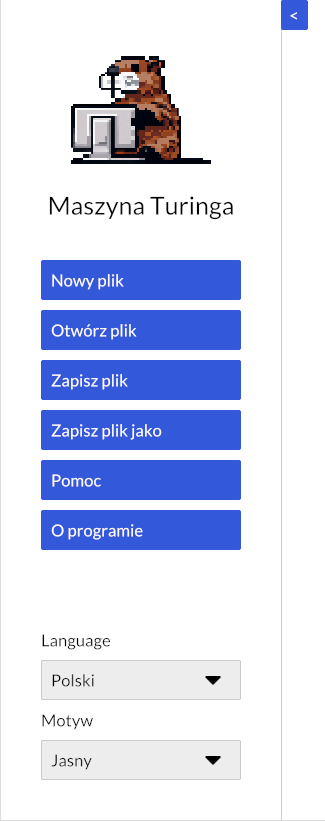 <
Maszyna Turinga
Nowy plik
Otwórz plik
Zapisz plik
Zapisz plik jako
Pomoc
O programie
Language
Polski
Motyw
Jasny